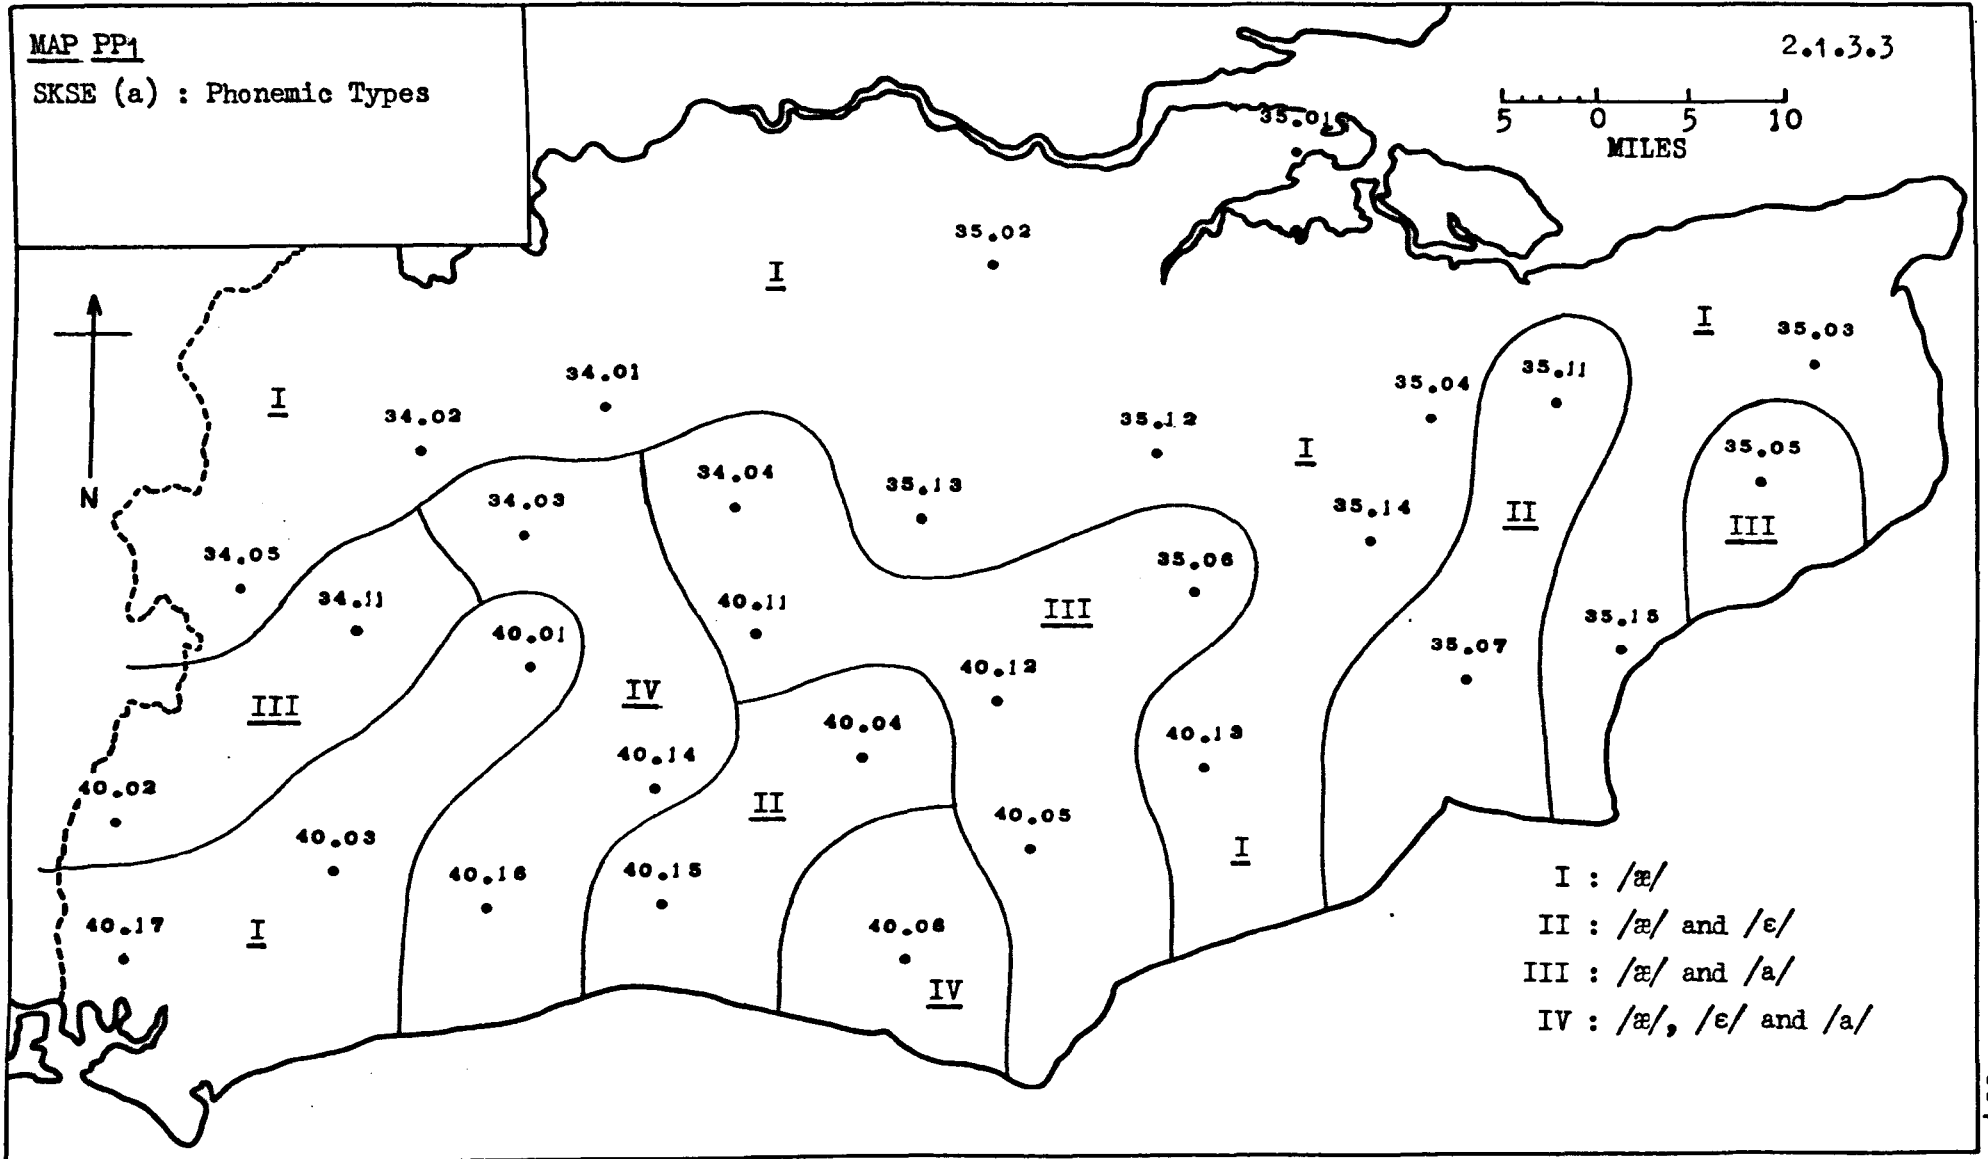 MAP PP1
SKSE (a) : Phonemic Types
2.1.3.3
5 0 5 10
MILES
35.01
35.02
I
I
35.03
34.01
35.04
35.11
I
34.02
35.12
I
35.05
34.04
34.03
35.13
35.14
II
III
34.05
35.06
34.11
40.11
III
35.15
40.01
35.07
40.12
III
IV
40.04
40.13
40.14
40.02
II
40.05
40.03
I
40.16
40.15
40.17
I
40.06
IV
N
I : /æ/
II : /æ/ and /ɛ/
III : /æ/ and /a/
IV : /æ/, /ɛ/ and /a/